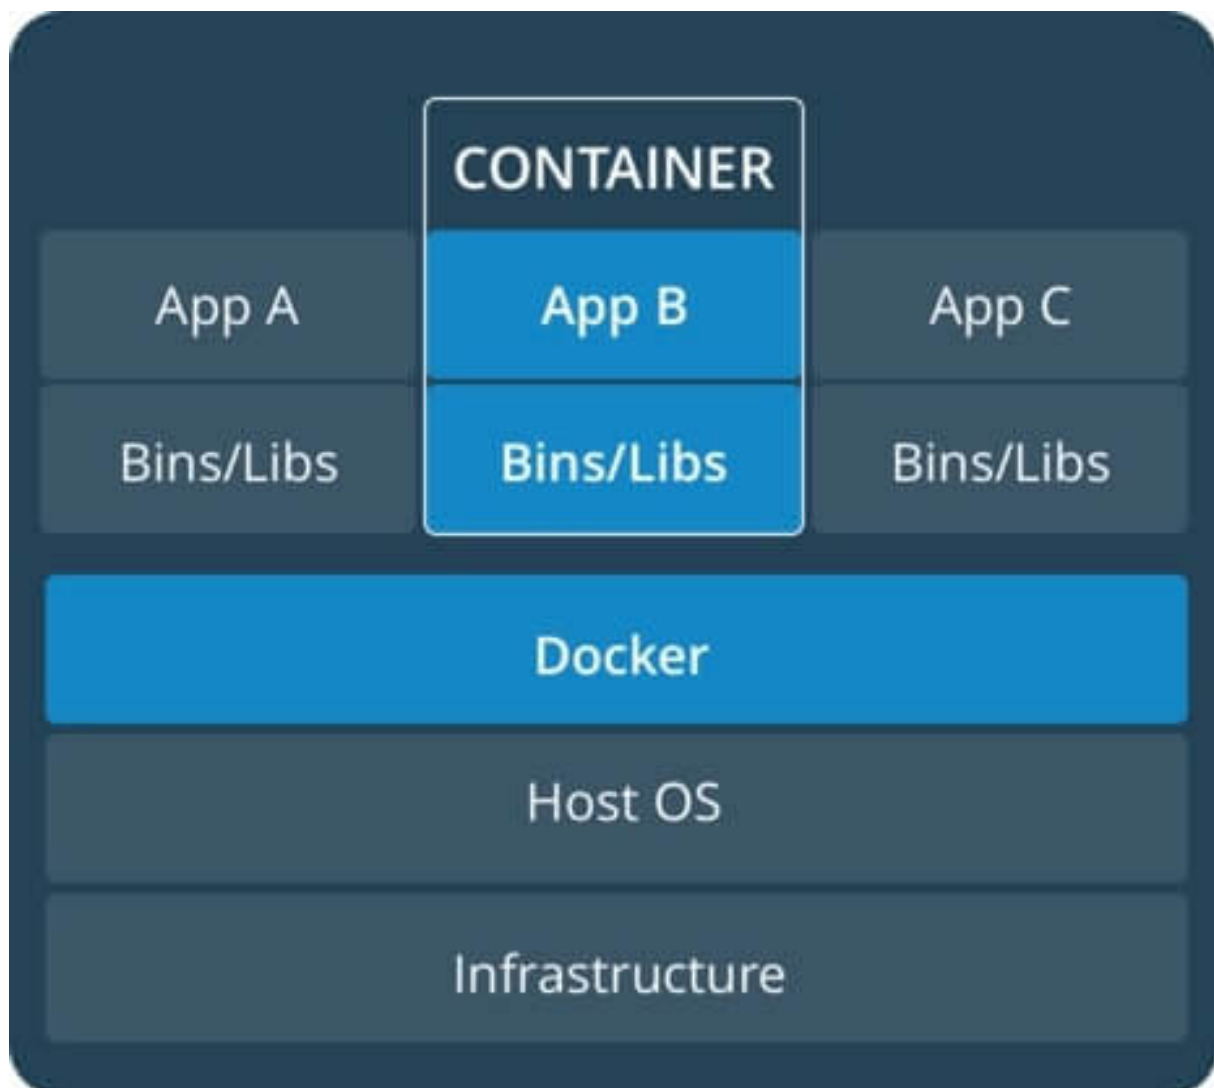 CONTAINER
App A App B App C
Bins/Libs Bins/Libs Bins/Libs
Docker
Host OS
Infrastructure